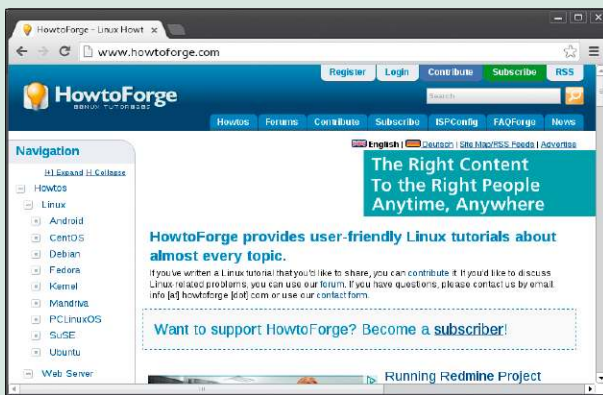 HowtoForge - Linux Howt
www.howtoforge.com
Register Login Contribute Subscribe RSS
HowtoForge
Search
Howtos Forums Contribute Subscribe ISPConfig FAQForge News
Navigation
English | Deutsch | Site Map/RSS Feeds | Advertise
[+] Expand [-] Collapse
The Right Content
To the Right People
Anytime, Anywhere
Howtos
Linux
Android
CentOS
Debian
Fedora
Kernel
Mandriva
PCLinuxOS
SuSE
Ubuntu
Web Server
HowtoForge provides user-friendly Linux tutorials about
almost every topic.
If you've written a Linux tutorial that you'd like to share, you can contribute it. If you'd like to discuss
Linux-related problems, you can use our forum. If you have questions, please contact us by email:
info [at] howtoforge [dot] com or use our contact form.
Want to support HowtoForge? Become a subscriber!
Running Redmine Project